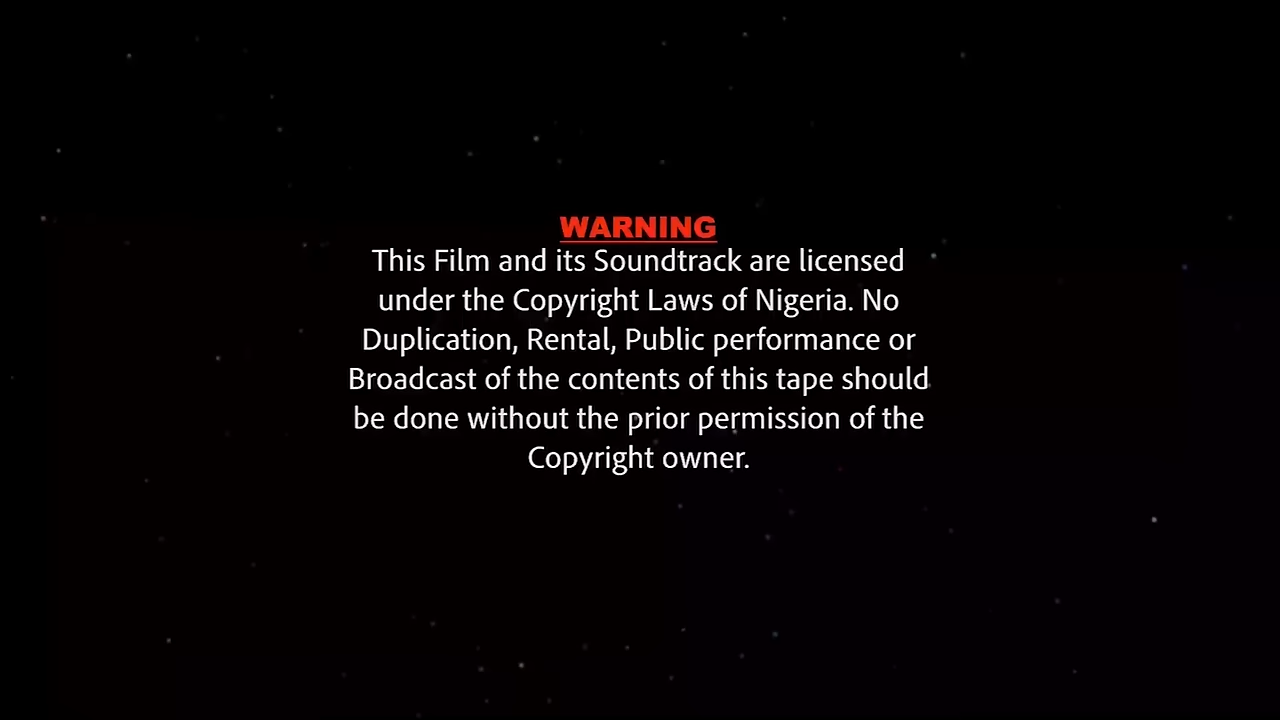 WARNING
This Film and its Soundtrack are licensed
under the Copyright Laws of Nigeria. No
Duplication, Rental, Public performance or
Broadcast of the contents of this tape should
be done without the prior permission of the
Copyright owner.